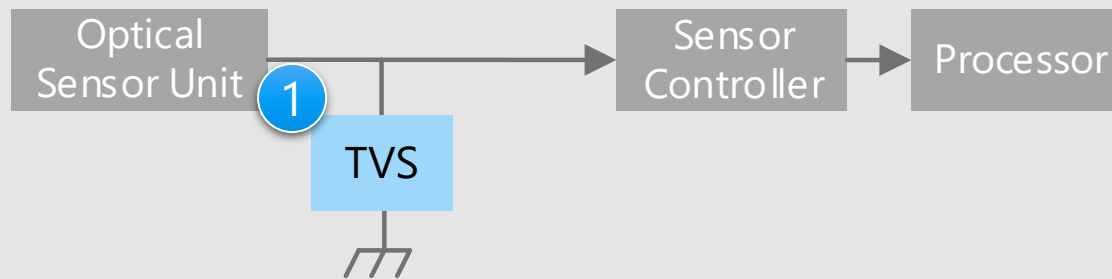 Optical
Sensor Unit
1
TVS
Sensor
Controller
Processor